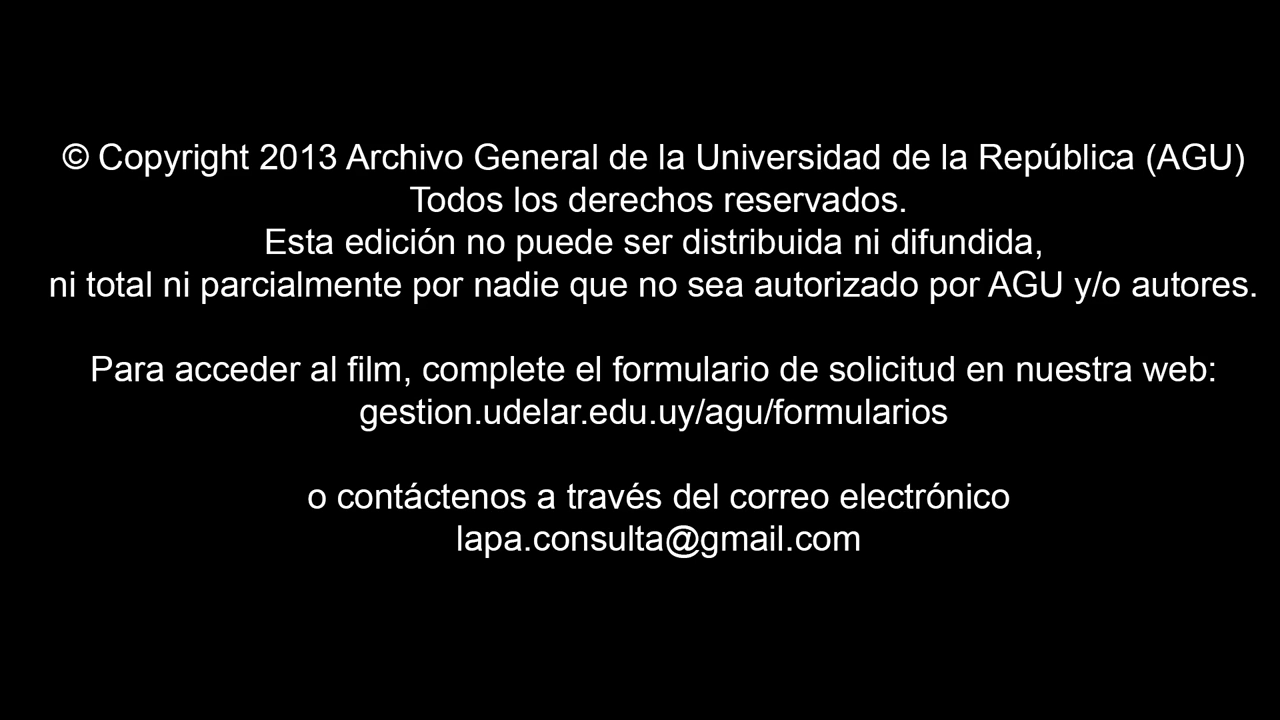 © Copyright 2013 Archivo General de la Universidad de la República (AGU)
Todos los derechos reservados.
Esta edición no puede ser distribuida ni difundida,
ni total ni parcialmente por nadie que no sea autorizado por AGU y/o autores.
Para acceder al film, complete el formulario de solicitud en nuestra web:
gestion.udelar.edu.uy/agu/formularios
o contáctenos a través del correo electrónico
lapa.consulta@gmail.com